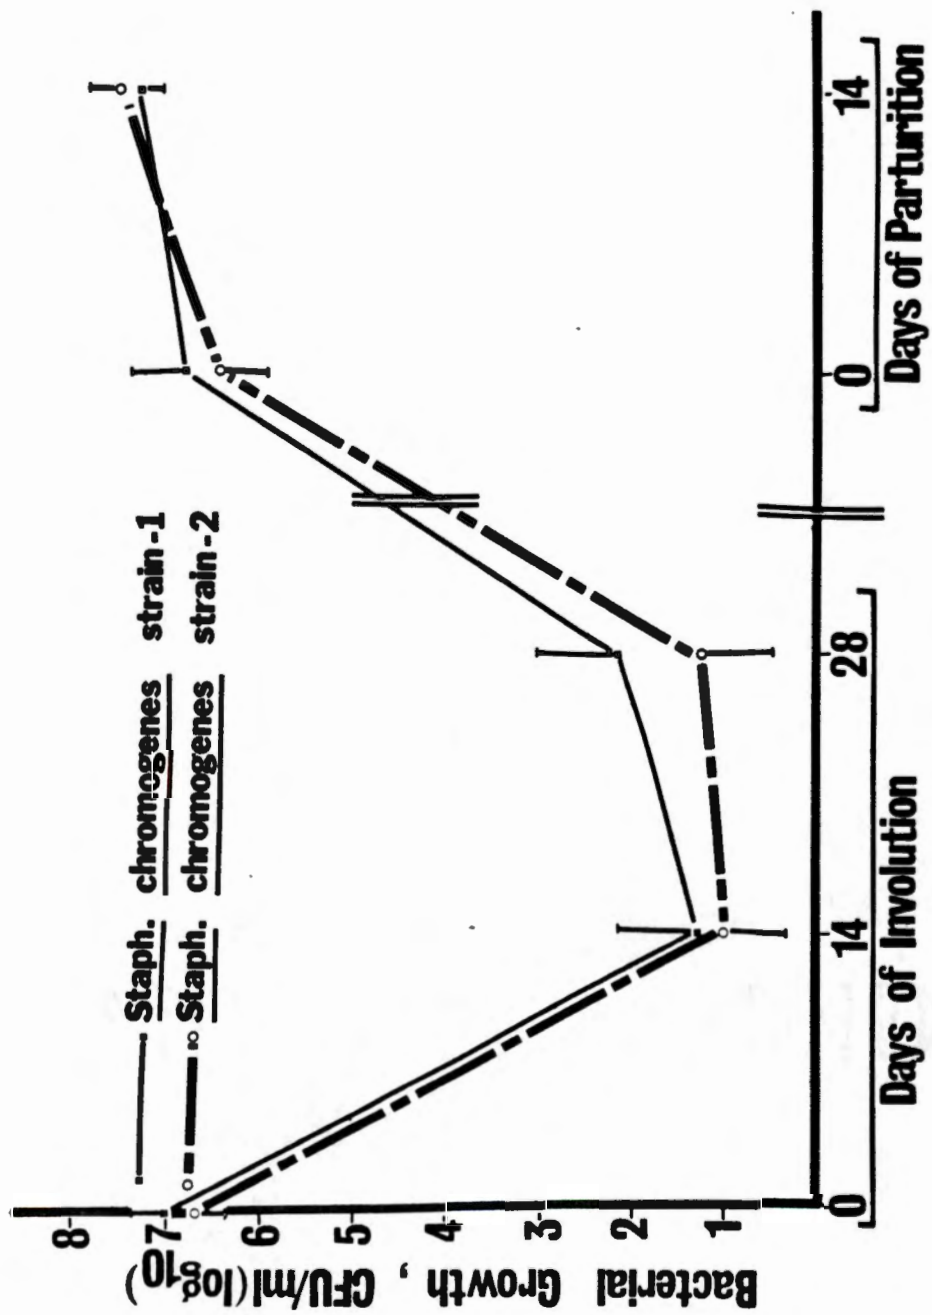 Staph. chromogenes strain-1
Staph. chromogenes strain-2
Bacterial Growth , CFU/ml(log10)
8
7
6
5
4
3
2
1
0 14 28 0 14
Days of Involution Days of Parturition